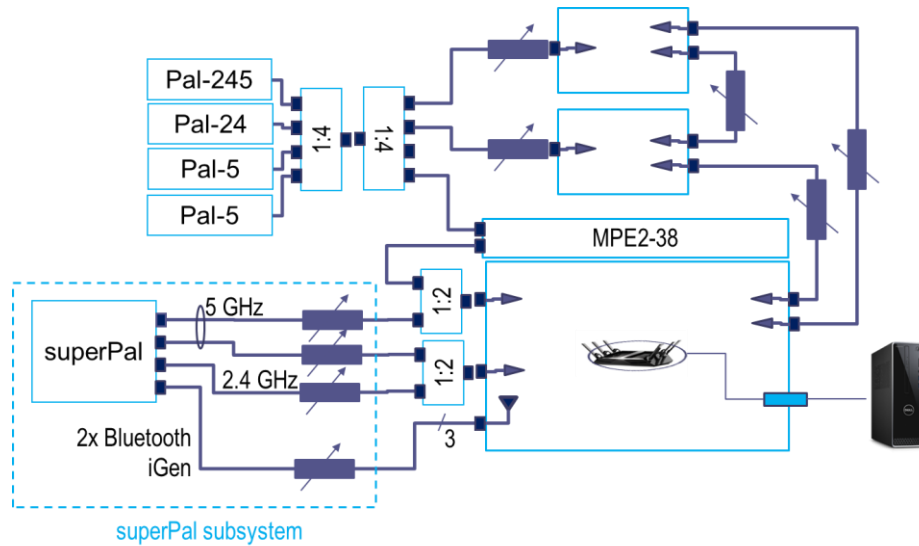 Pal-245
Pal-24
Pal-5
Pal-5
1:4
1:4
MPE2-38
5 GHz
superPal
2.4 GHz
1:2
1:2
2x Bluetooth
iGen
3
superPal subsystem
DELL